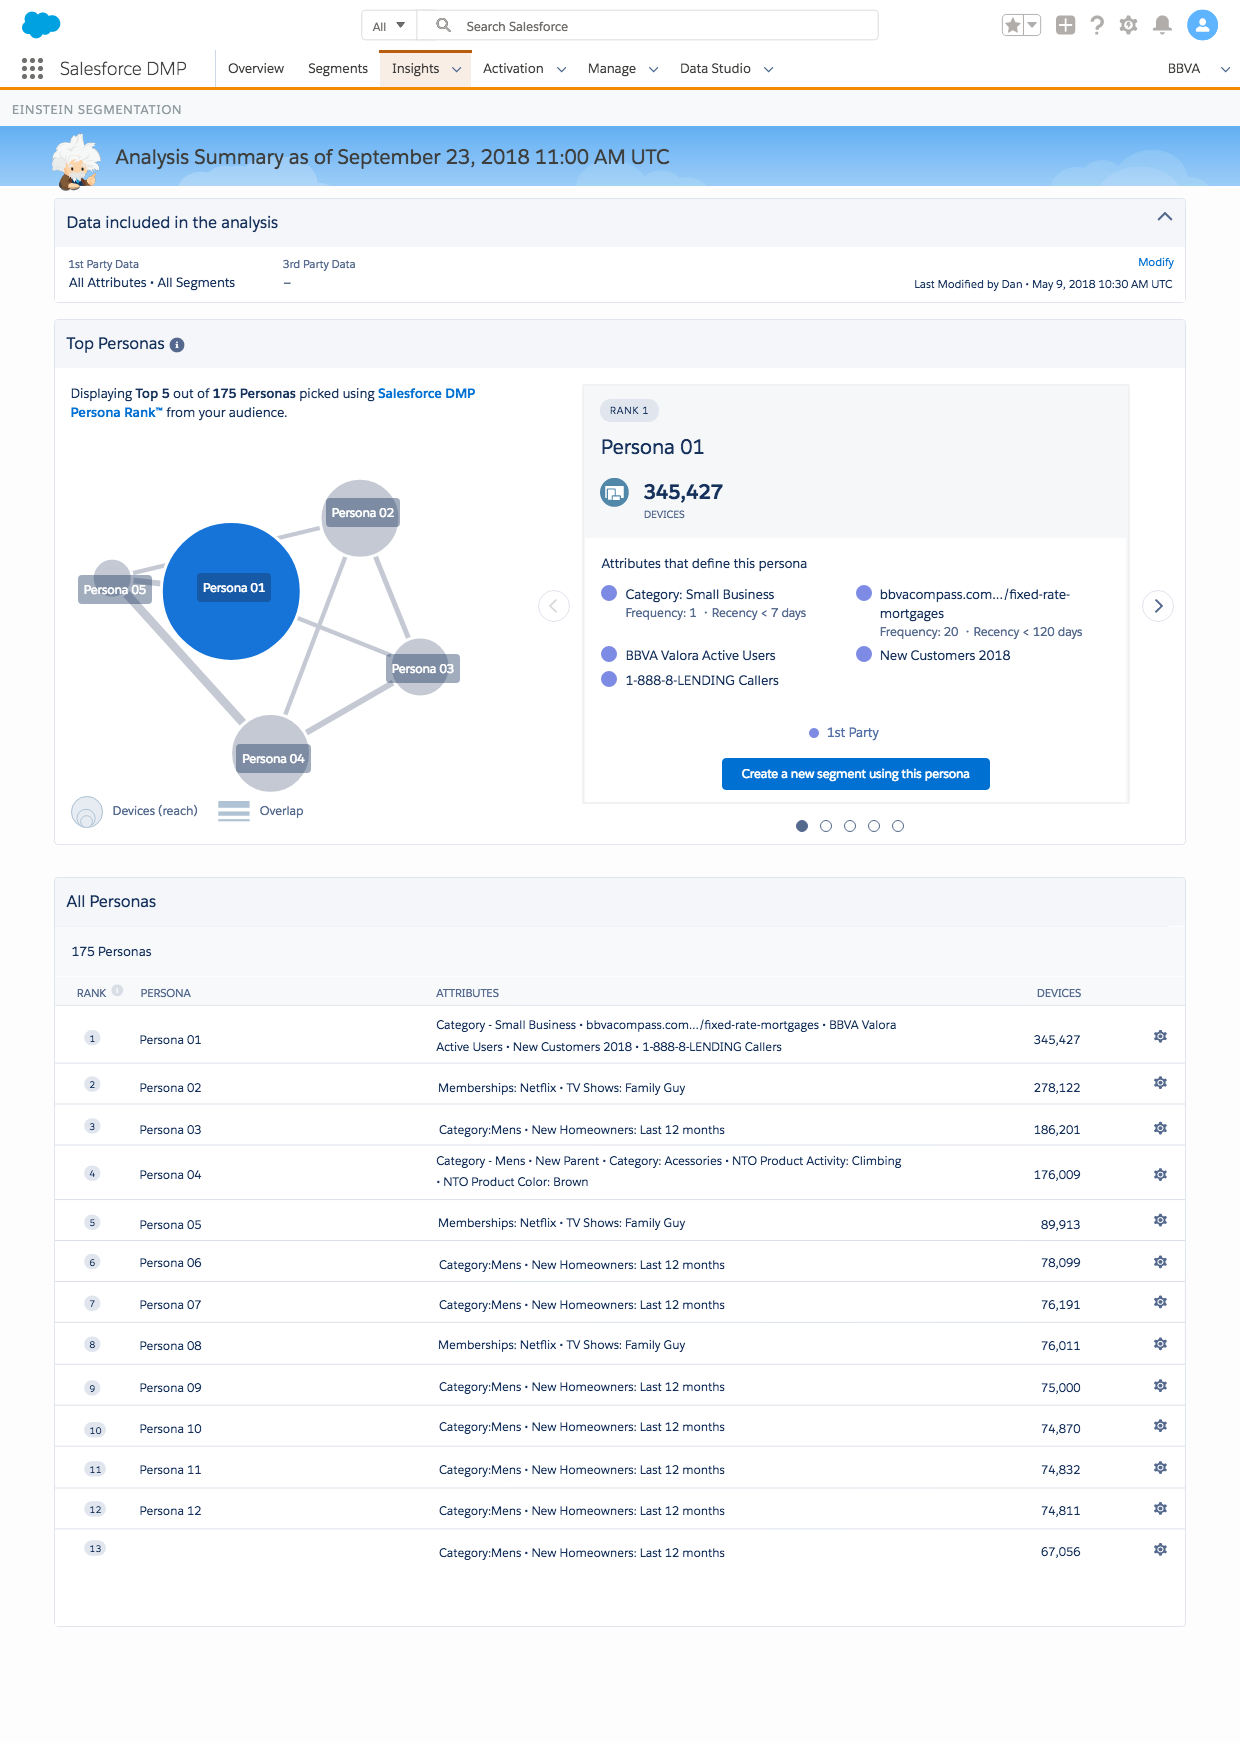 All
Search Salesforce
Salesforce DMP
Overview
Segments
Insights
Activation
Manage
Data Studio
BBVA
EINSTEIN SEGMENTATION
Analysis Summary as of September 23, 2018 11:00 AM UTC
Data included in the analysis
1st Party Data
3rd Party Data
Modify
All Attributes • All Segments
–
Last Modified by Dan • May 9, 2018 10:30 AM UTC
Top Personas
Displaying Top 5 out of 175 Personas picked using Salesforce DMP
Persona Rank™ from your audience.
Persona 02
Persona 01
Persona 05
Persona 03
Persona 04
Devices (reach)
Overlap
RANK 1
Persona 01
345,427
DEVICES
Attributes that define this persona
Category: Small Business
Frequency: 1 · Recency < 7 days
bbvacompass.com.../fixed-rate-
mortgages
Frequency: 20 · Recency < 120 days
BBVA Valora Active Users
New Customers 2018
1-888-8-LENDING Callers
1st Party
Create a new segment using this persona
All Personas
175 Personas
RANK PERSONA ATTRIBUTES DEVICES
1 Persona 01 Category - Small Business • bbvacompass.com.../fixed-rate-mortgages • BBVA Valora
Active Users • New Customers 2018 • 1-888-8-LENDING Callers 345,427
2 Persona 02 Memberships: Netflix • TV Shows: Family Guy 278,122
3 Persona 03 Category:Mens • New Homeowners: Last 12 months 186,201
4 Persona 04 Category - Mens • New Parent • Category: Acessories • NTO Product Activity: Climbing
• NTO Product Color: Brown 176,009
5 Persona 05 Memberships: Netflix • TV Shows: Family Guy 89,913
6 Persona 06 Category:Mens • New Homeowners: Last 12 months 78,099
7 Persona 07 Category:Mens • New Homeowners: Last 12 months 76,191
8 Persona 08 Memberships: Netflix • TV Shows: Family Guy 76,011
9 Persona 09 Category:Mens • New Homeowners: Last 12 months 75,000
10 Persona 10 Category:Mens • New Homeowners: Last 12 months 74,870
11 Persona 11 Category:Mens • New Homeowners: Last 12 months 74,832
12 Persona 12 Category:Mens • New Homeowners: Last 12 months 74,811
13 Category:Mens • New Homeowners: Last 12 months 67,056